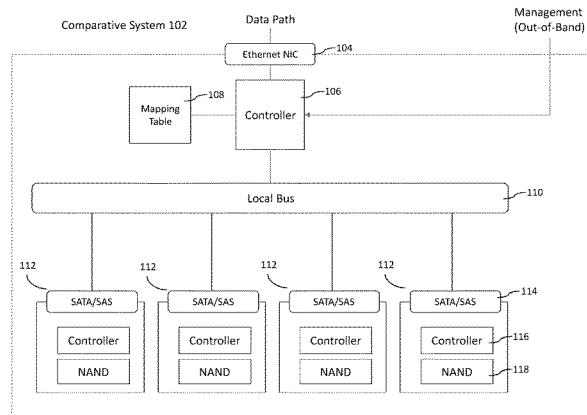 Comparative System 102
Data Path
Management
(Out-of-Band)
Ethernet NIC
104
108
Mapping
Table
106
Controller
Local Bus
110
112
112
112
112
SATA/SAS
SATA/SAS
SATA/SAS
SATA/SAS
114
Controller
Controller
Controller
Controller
116
NAND
NAND
NAND
NAND
118